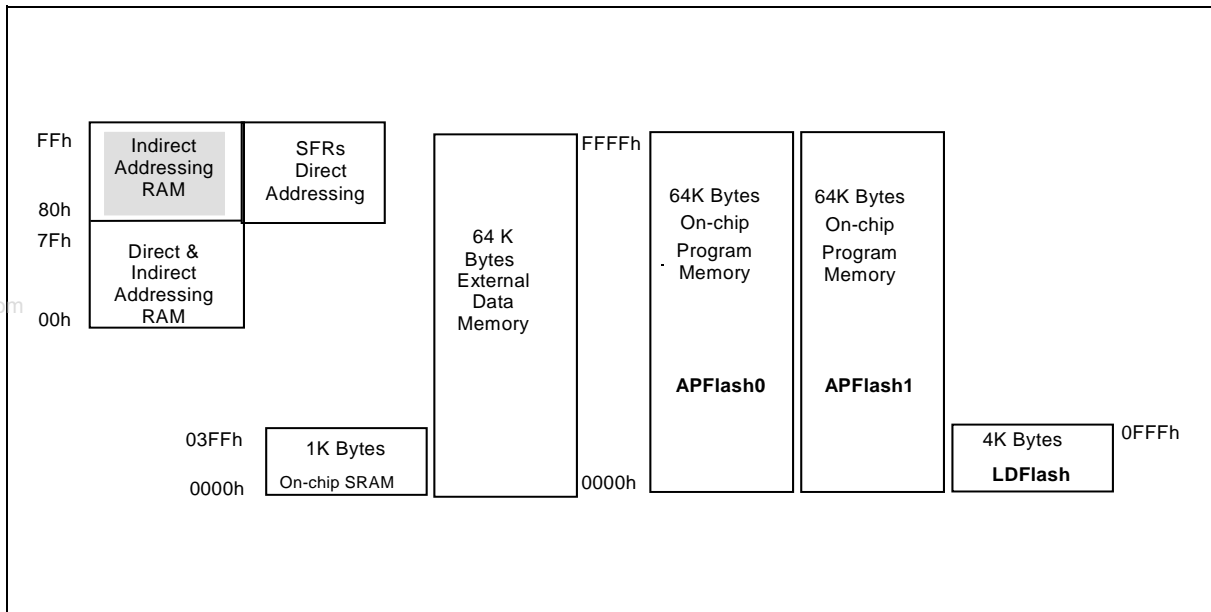 FFh
Indirect
Addressing
RAM
80h
SFRs
Direct
Addressing
7Fh
Direct &
Indirect
Addressing
RAM
00h
om
03FFh
1K Bytes
0000h
On-chip SRAM
64 K
Bytes
External
Data
Memory
FFFFh
0000h
64K Bytes
On-chip
Program
Memory
APFlash0
64K Bytes
On-chip
Program
Memory
APFlash1
4K Bytes
LDFlash
0FFFh